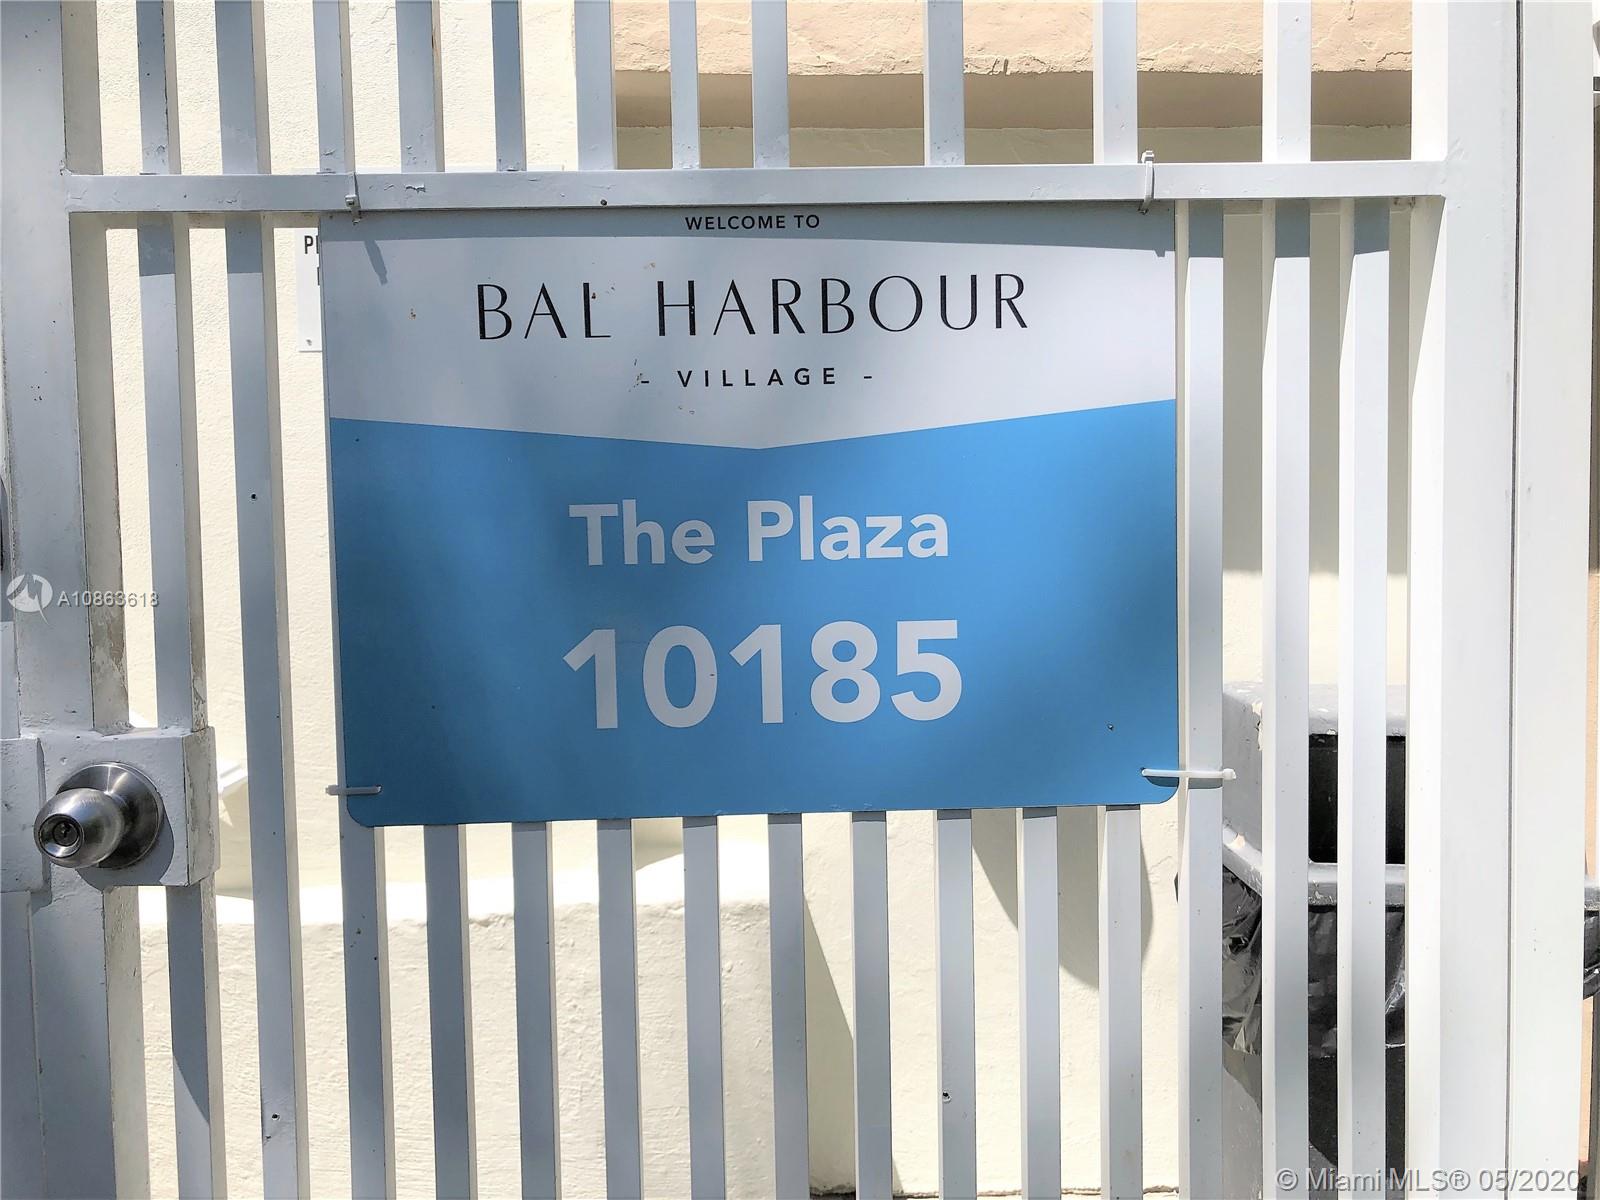 WELCOME TO
BAL HARBOUR
- VILLAGE -
The Plaza
10185
A10863618
© Miami MLS® 05/2020